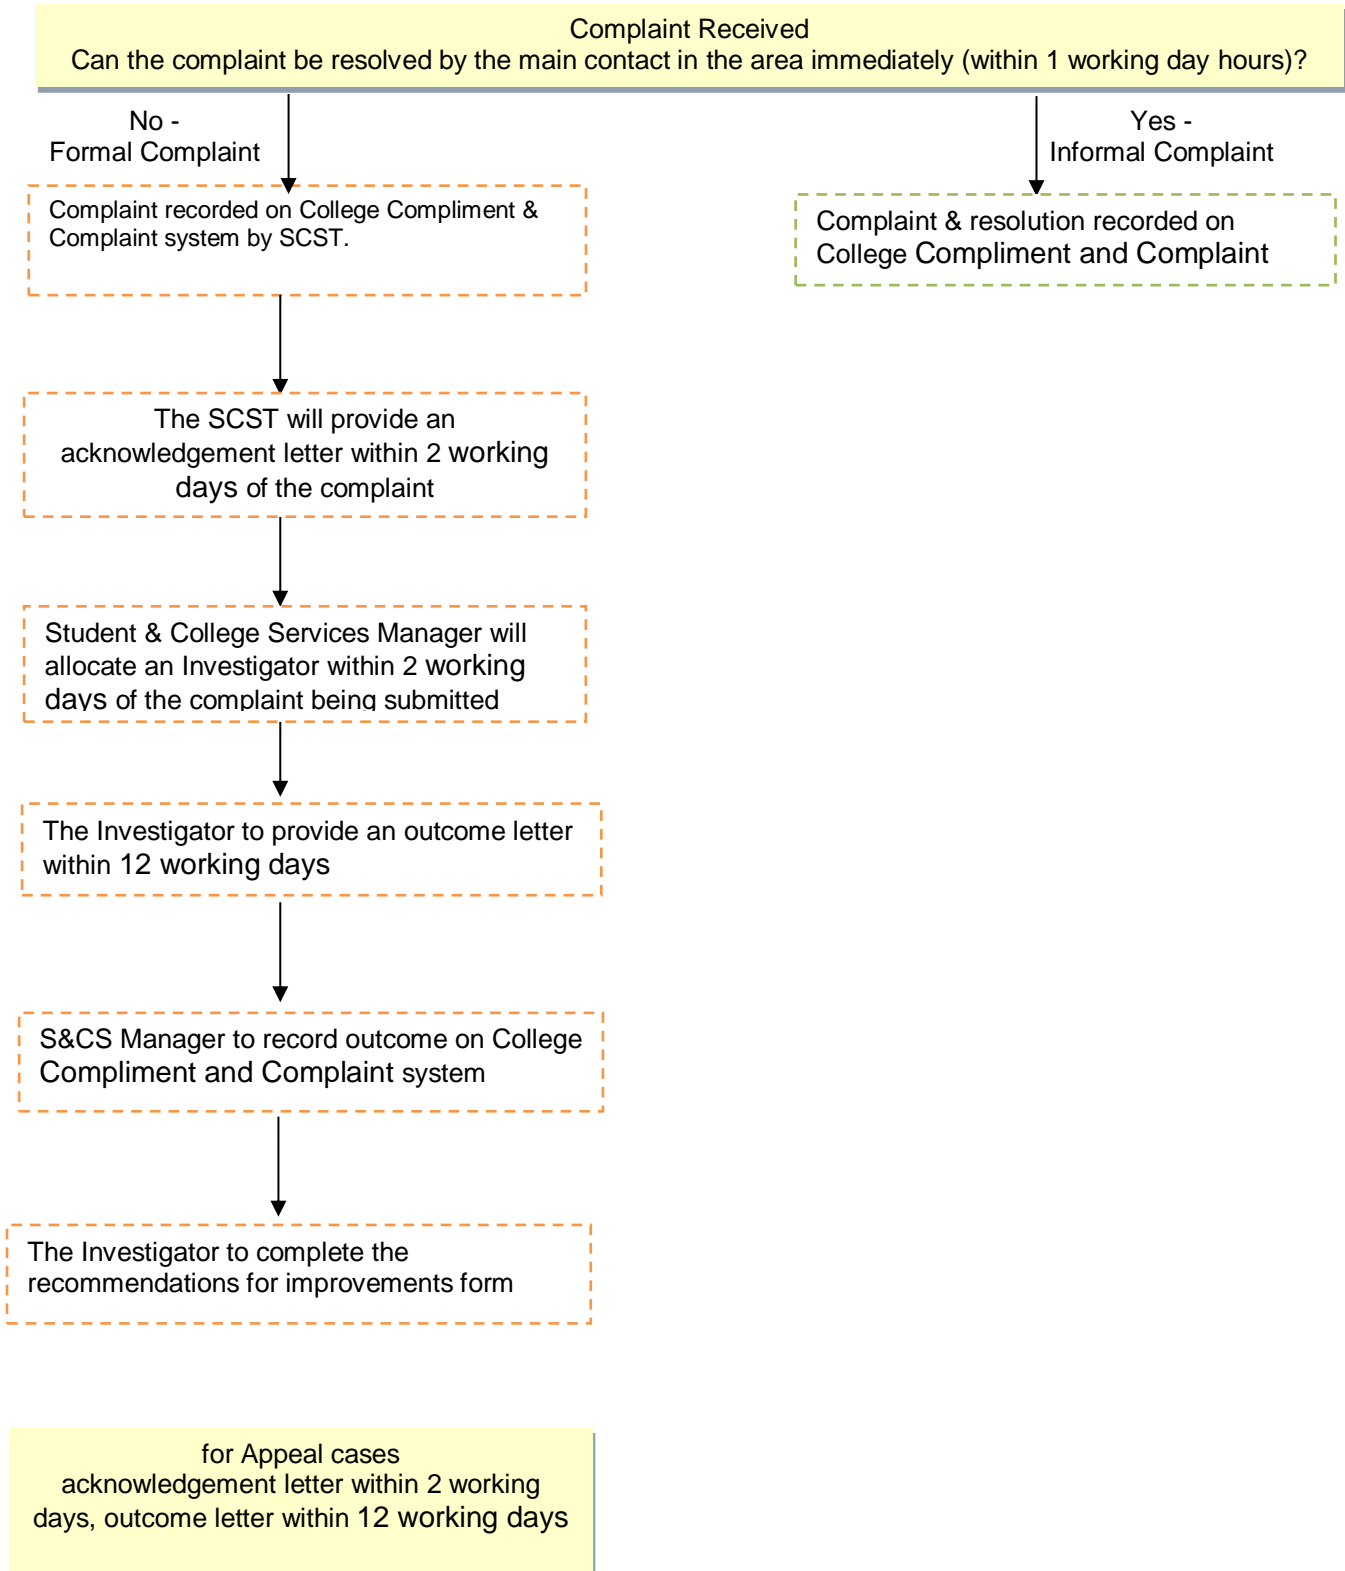 Complaint Received
Can the complaint be resolved by the main contact in the area immediately (within 1 working day hours)?
No -
Formal Complaint
Yes -
Informal Complaint
Complaint recorded on College Compliment &
Complaint system by SCST.
Complaint & resolution recorded on
College Compliment and Complaint
The SCST will provide an
acknowledgement letter within 2 working
days of the complaint
Student & College Services Manager will
allocate an Investigator within 2 working
days of the complaint being submitted
The Investigator to provide an outcome letter
within 12 working days
S&CS Manager to record outcome on College
Compliment and Complaint system
The Investigator to complete the
recommendations for improvements form
for Appeal cases
acknowledgement letter within 2 working
days, outcome letter within 12 working days